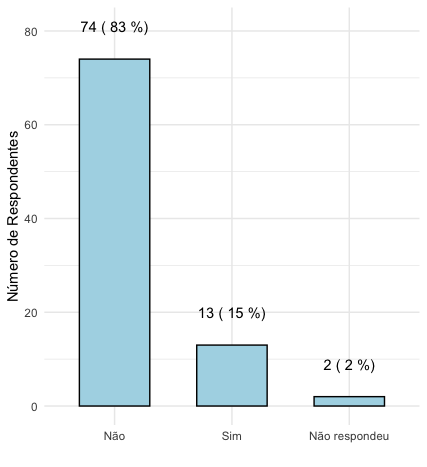 74 ( 83 %)
13 ( 15 %)
2 ( 2 %)
80
60
40
20
0
Número de Respondentes
Não
Sim
Não respondeu